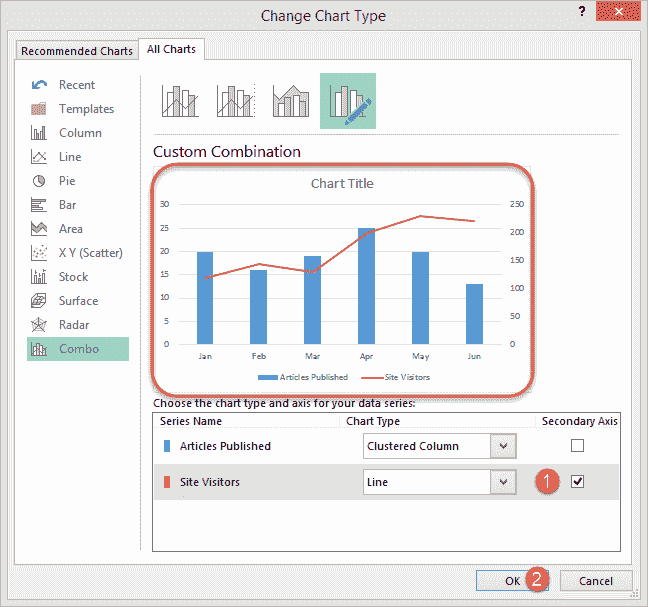 Change Chart Type
?
Recommended Charts
All Charts
Recent
Templates
Column
Line
Pie
Bar
Area
X Y (Scatter)
Stock
Surface
Radar
Combo
Custom Combination
Chart Title
30
25
20
15
10
5
0
250
200
150
100
50
0
Jan Feb Mar Apr May Jun
Articles Published Site Visitors
Choose the chart type and axis for your data series:
Series Name Chart Type Secondary Axis
Articles Published Clustered Column
Site Visitors Line 1
OK 2 Cancel